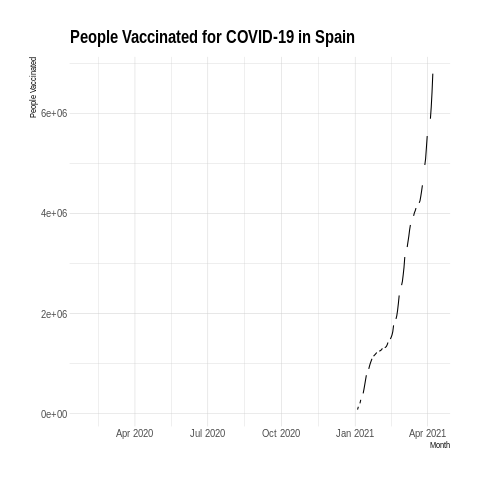 People Vaccinated for COVID-19 in Spain
People Vaccinated
6e+06
4e+06
2e+06
0e+00
Apr 2020 Jul 2020 Oct 2020 Jan 2021 Apr 2021
Month